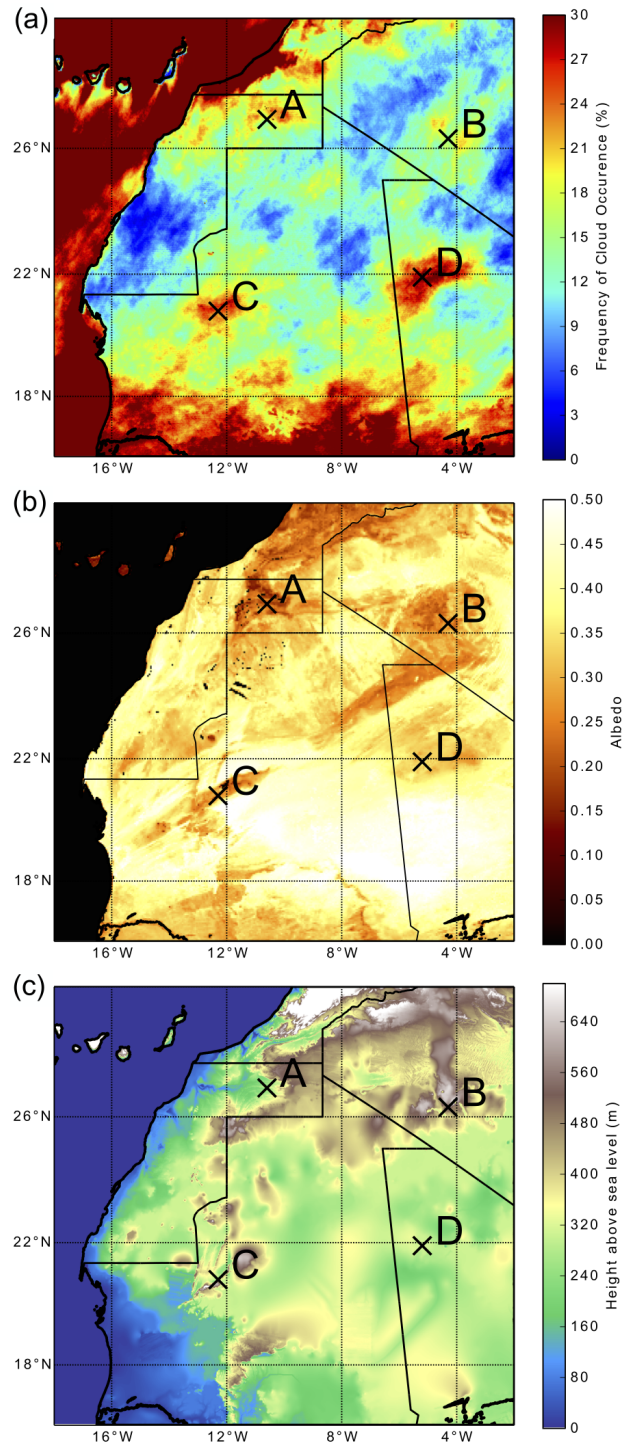 (a)
A
B
C
D
26°N
22°N
18°N
16°W 12°W 8°W 4°W
30
27
24
21
18
15
12
9
6
3
0
Frequency of Cloud Occurence (%)
(b)
A
B
C
D
26°N
22°N
18°N
16°W 12°W 8°W 4°W
0.50
0.45
0.40
0.35
0.30
0.25
0.20
0.15
0.10
0.05
0.00
Albedo
(c)
A
B
C
D
26°N
22°N
18°N
16°W 12°W 8°W 4°W
640
560
480
400
320
240
160
80
0
Height above sea level (m)